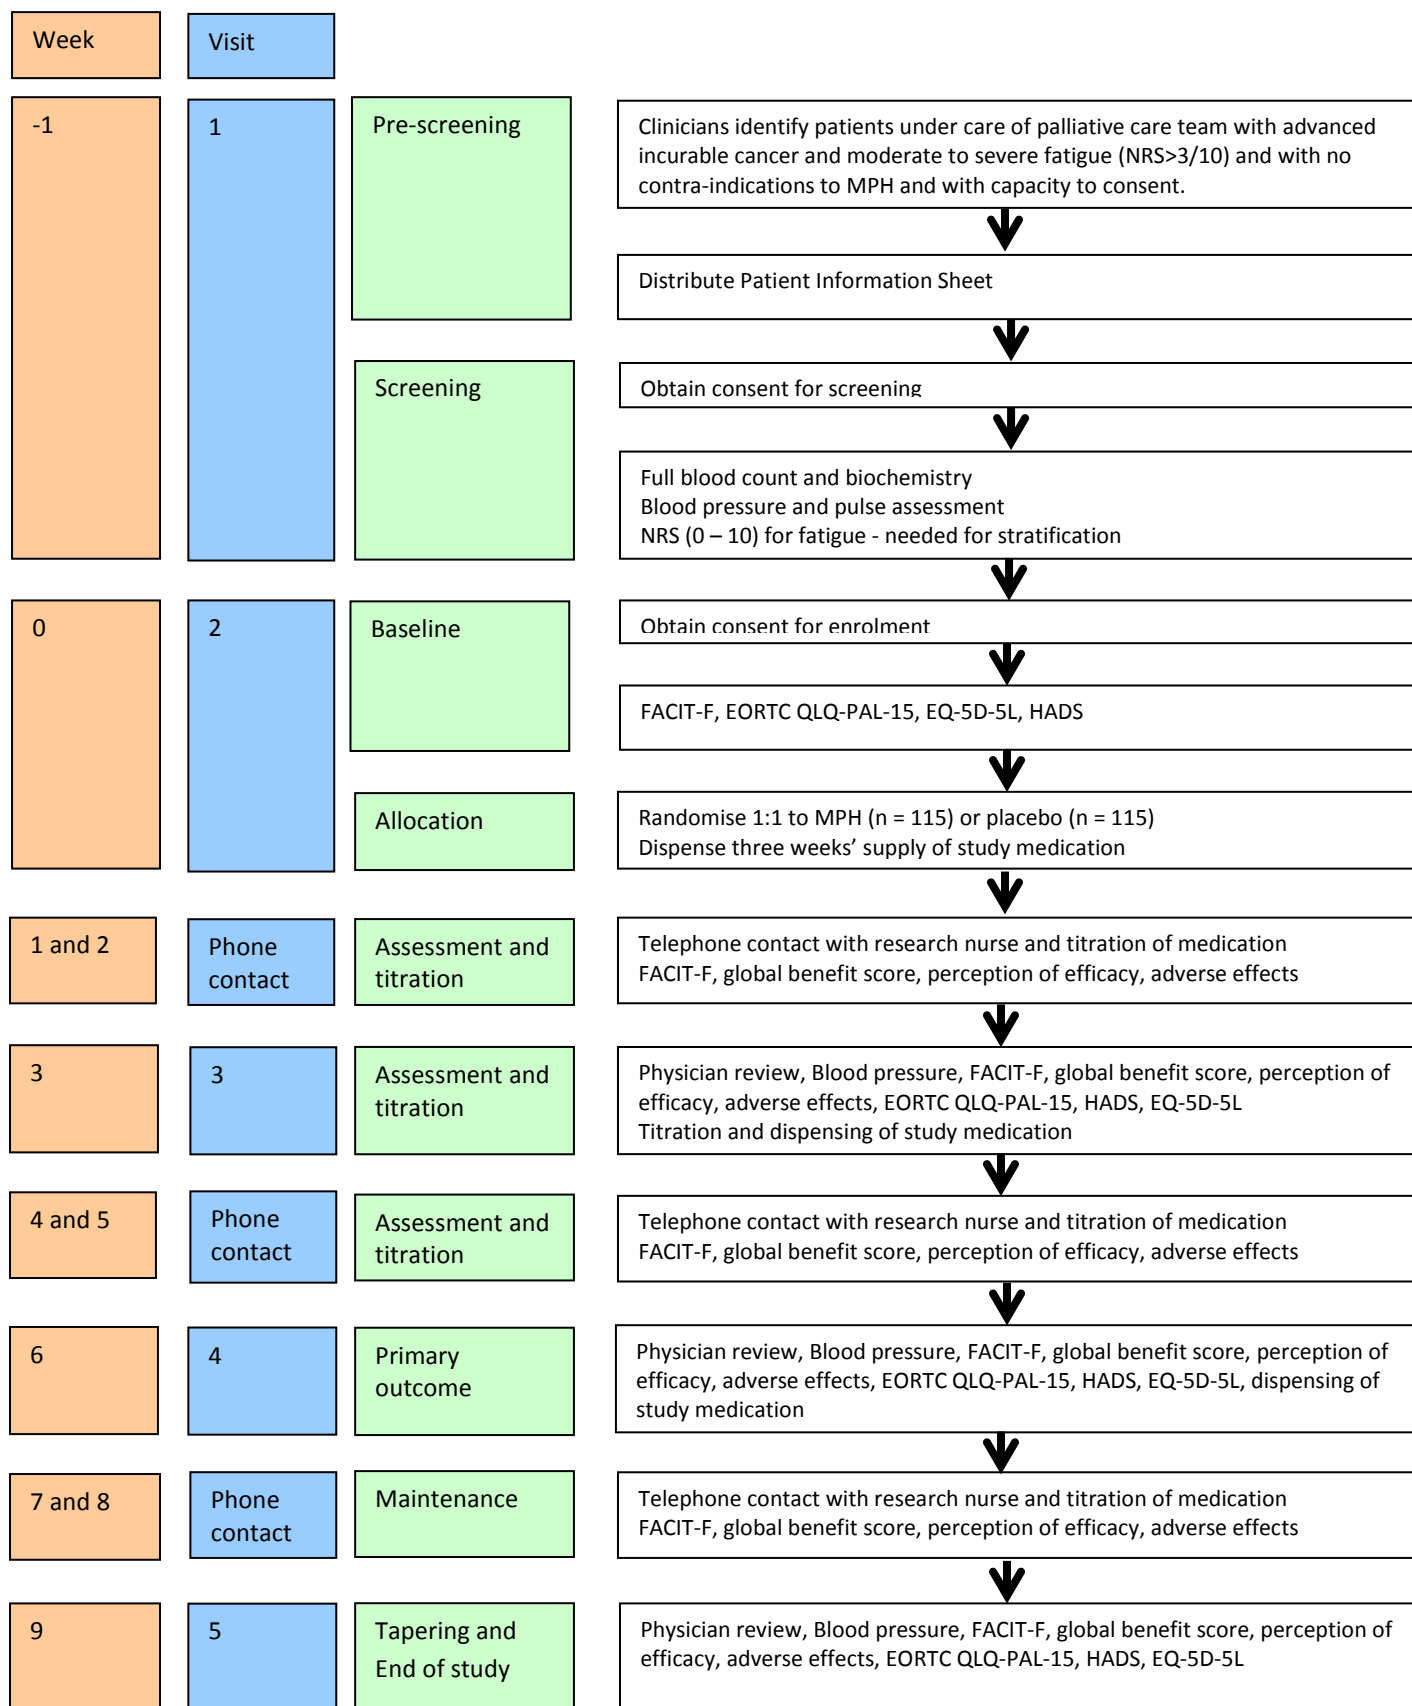 Week
Visit
-1
1
Pre-screening
Clinicians identify patients under care of palliative care team with advanced
incurable cancer and moderate to severe fatigue (NRS>3/10) and with no
contra-indications to MPH and with capacity to consent.
Distribute Patient Information Sheet
Screening
Obtain consent for screening
Full blood count and biochemistry
Blood pressure and pulse assessment
NRS (0 – 10) for fatigue - needed for stratification
0
2
Baseline
Obtain consent for enrolment
FACIT-F, EORTC QLQ-PAL-15, EQ-5D-5L, HADS
Allocation
Randomise 1:1 to MPH (n = 115) or placebo (n = 115)
Dispense three weeks’ supply of study medication
1 and 2
Phone
contact
Assessment and
titration
Telephone contact with research nurse and titration of medication
FACIT-F, global benefit score, perception of efficacy, adverse effects
3
3
Assessment and
titration
Physician review, Blood pressure, FACIT-F, global benefit score, perception of
efficacy, adverse effects, EORTC QLQ-PAL-15, HADS, EQ-5D-5L
Titration and dispensing of study medication
4 and 5
Phone
contact
Assessment and
titration
Telephone contact with research nurse and titration of medication
FACIT-F, global benefit score, perception of efficacy, adverse effects
6
4
Primary
outcome
Physician review, Blood pressure, FACIT-F, global benefit score, perception of
efficacy, adverse effects, EORTC QLQ-PAL-15, HADS, EQ-5D-5L, dispensing of
study medication
7 and 8
Phone
contact
Maintenance
Telephone contact with research nurse and titration of medication
FACIT-F, global benefit score, perception of efficacy, adverse effects
9
5
Tapering and
End of study
Physician review, Blood pressure, FACIT-F, global benefit score, perception of
efficacy, adverse effects, EORTC QLQ-PAL-15, HADS, EQ-5D-5L